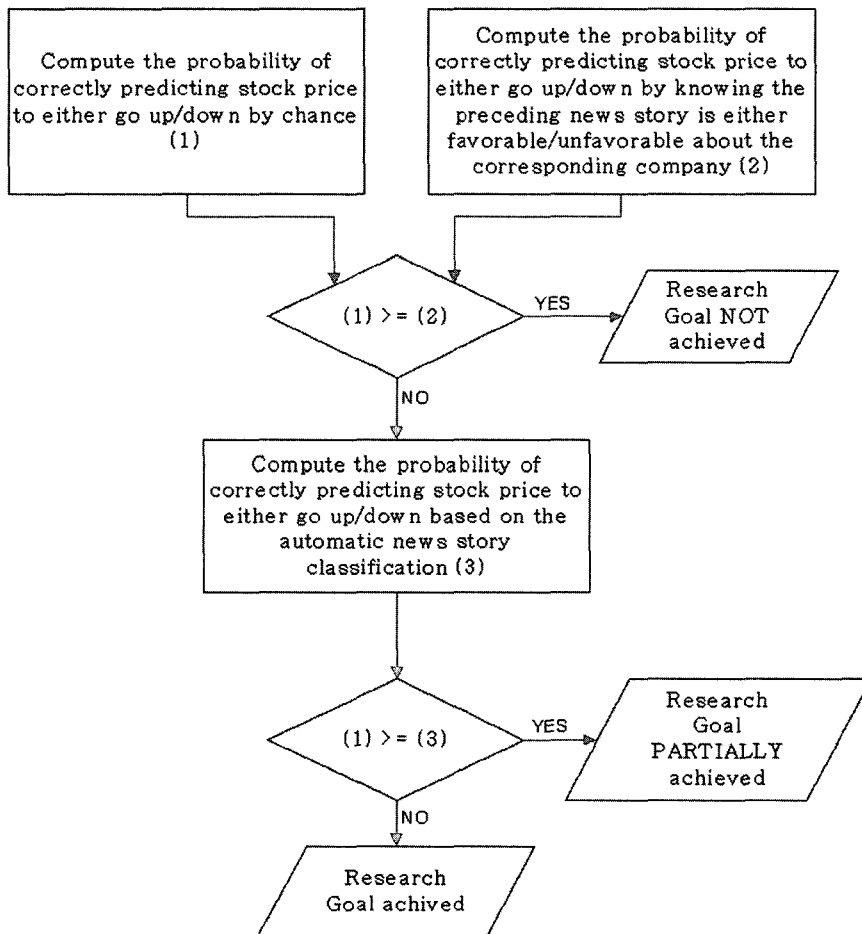 Compute the probability of
correctly predicting stock price
to either go up/down by chance
(1)
Compute the probability of
correctly predicting stock price to
either go up/down by knowing the
preceding news story is either
favorable/unfavorable about the
corresponding company (2)
(1) >= (2)
YES
Research
Goal NOT
achieved
NO
Compute the probability of
correctly predicting stock price to
either go up/down based on the
automatic news story
classification (3)
(1) >= (3)
YES
Research
Goal
PARTIALLY
achieved
NO
Research
Goal achived